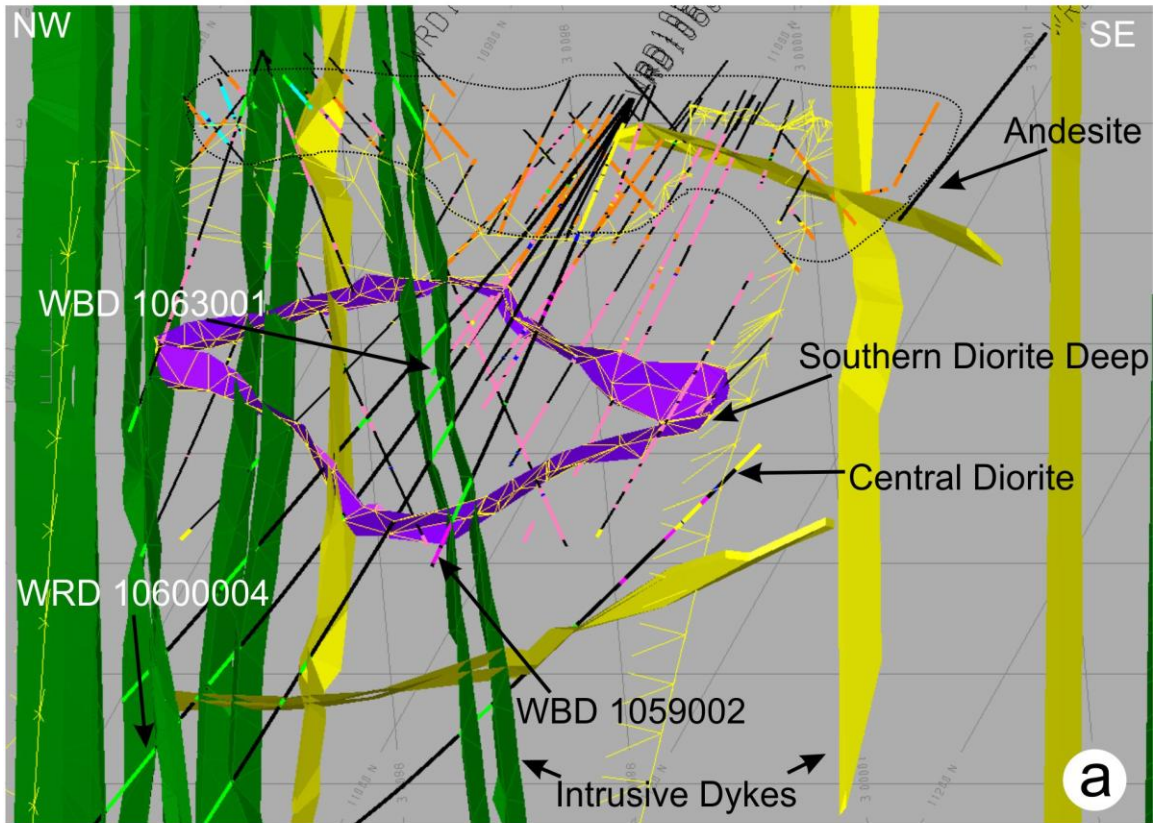 NW
SE
Andesite
WBD 1063001
Southern Diorite Deep
Central Diorite
WRD 10600004
WBD 1059002
Intrusive Dykes
a